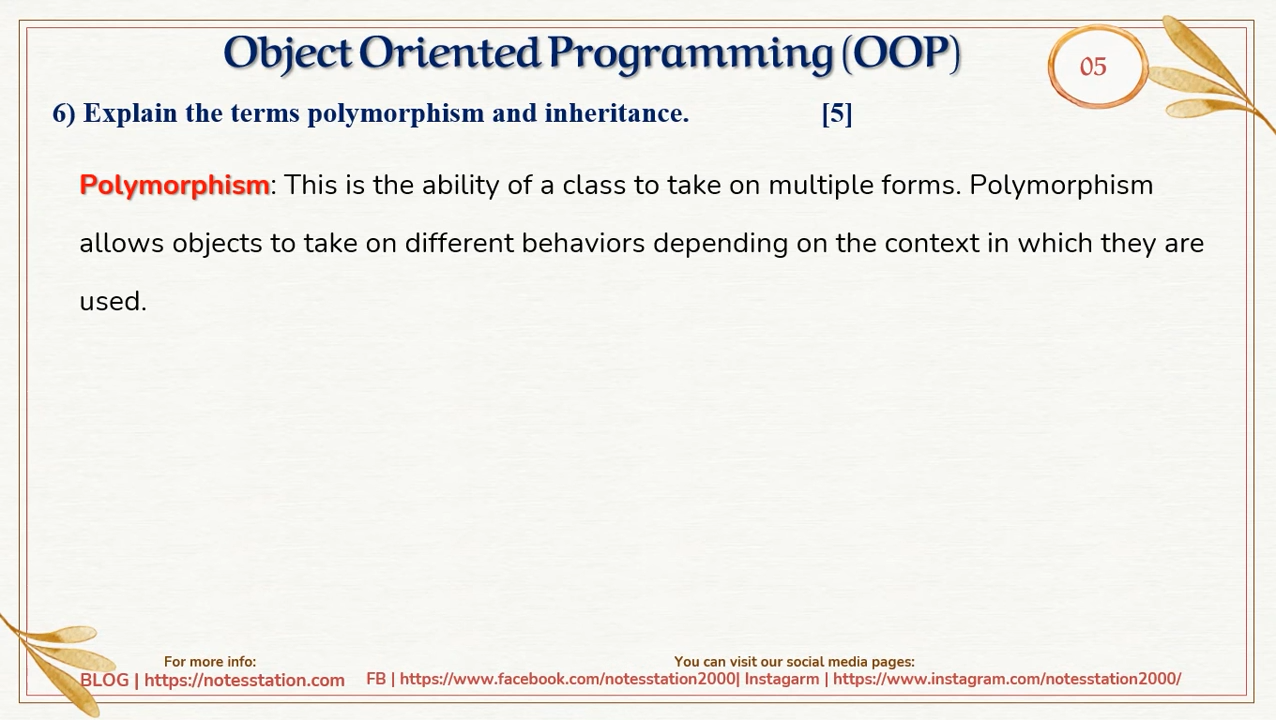 Object Oriented Programming (OOP)
05
6) Explain the terms polymorphism and inheritance. [5]
Polymorphism: This is the ability of a class to take on multiple forms. Polymorphism
allows objects to take on different behaviors depending on the context in which they are
used.
For more info:
BLOG | https://notesstation.com
You can visit our social media pages:
FB | https://www.facebook.com/notesstation2000| Instagarm | https://www.instagram.com/notesstation2000/